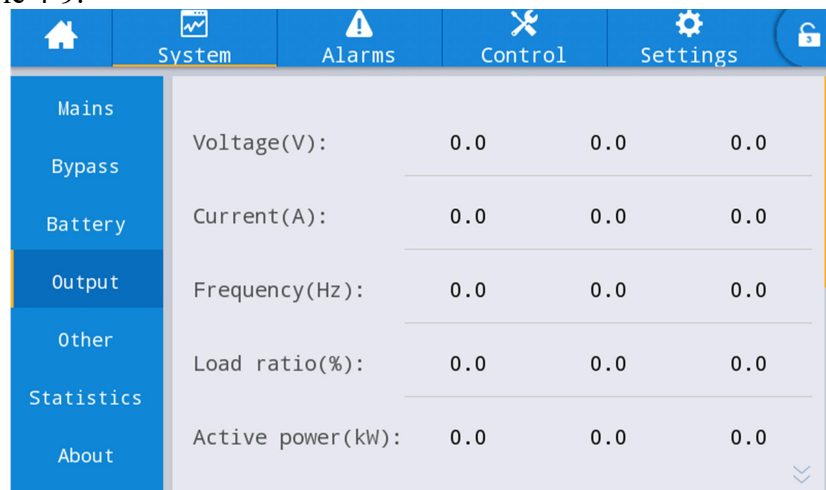 System Alarms Control Settings 3
Mains
Bypass
Battery
Output
Other
Statistics
About
Voltage(V): 0.0 0.0 0.0
Current(A): 0.0 0.0 0.0
Frequency(Hz): 0.0 0.0 0.0
Load ratio(%): 0.0 0.0 0.0
Active power(kW): 0.0 0.0 0.0